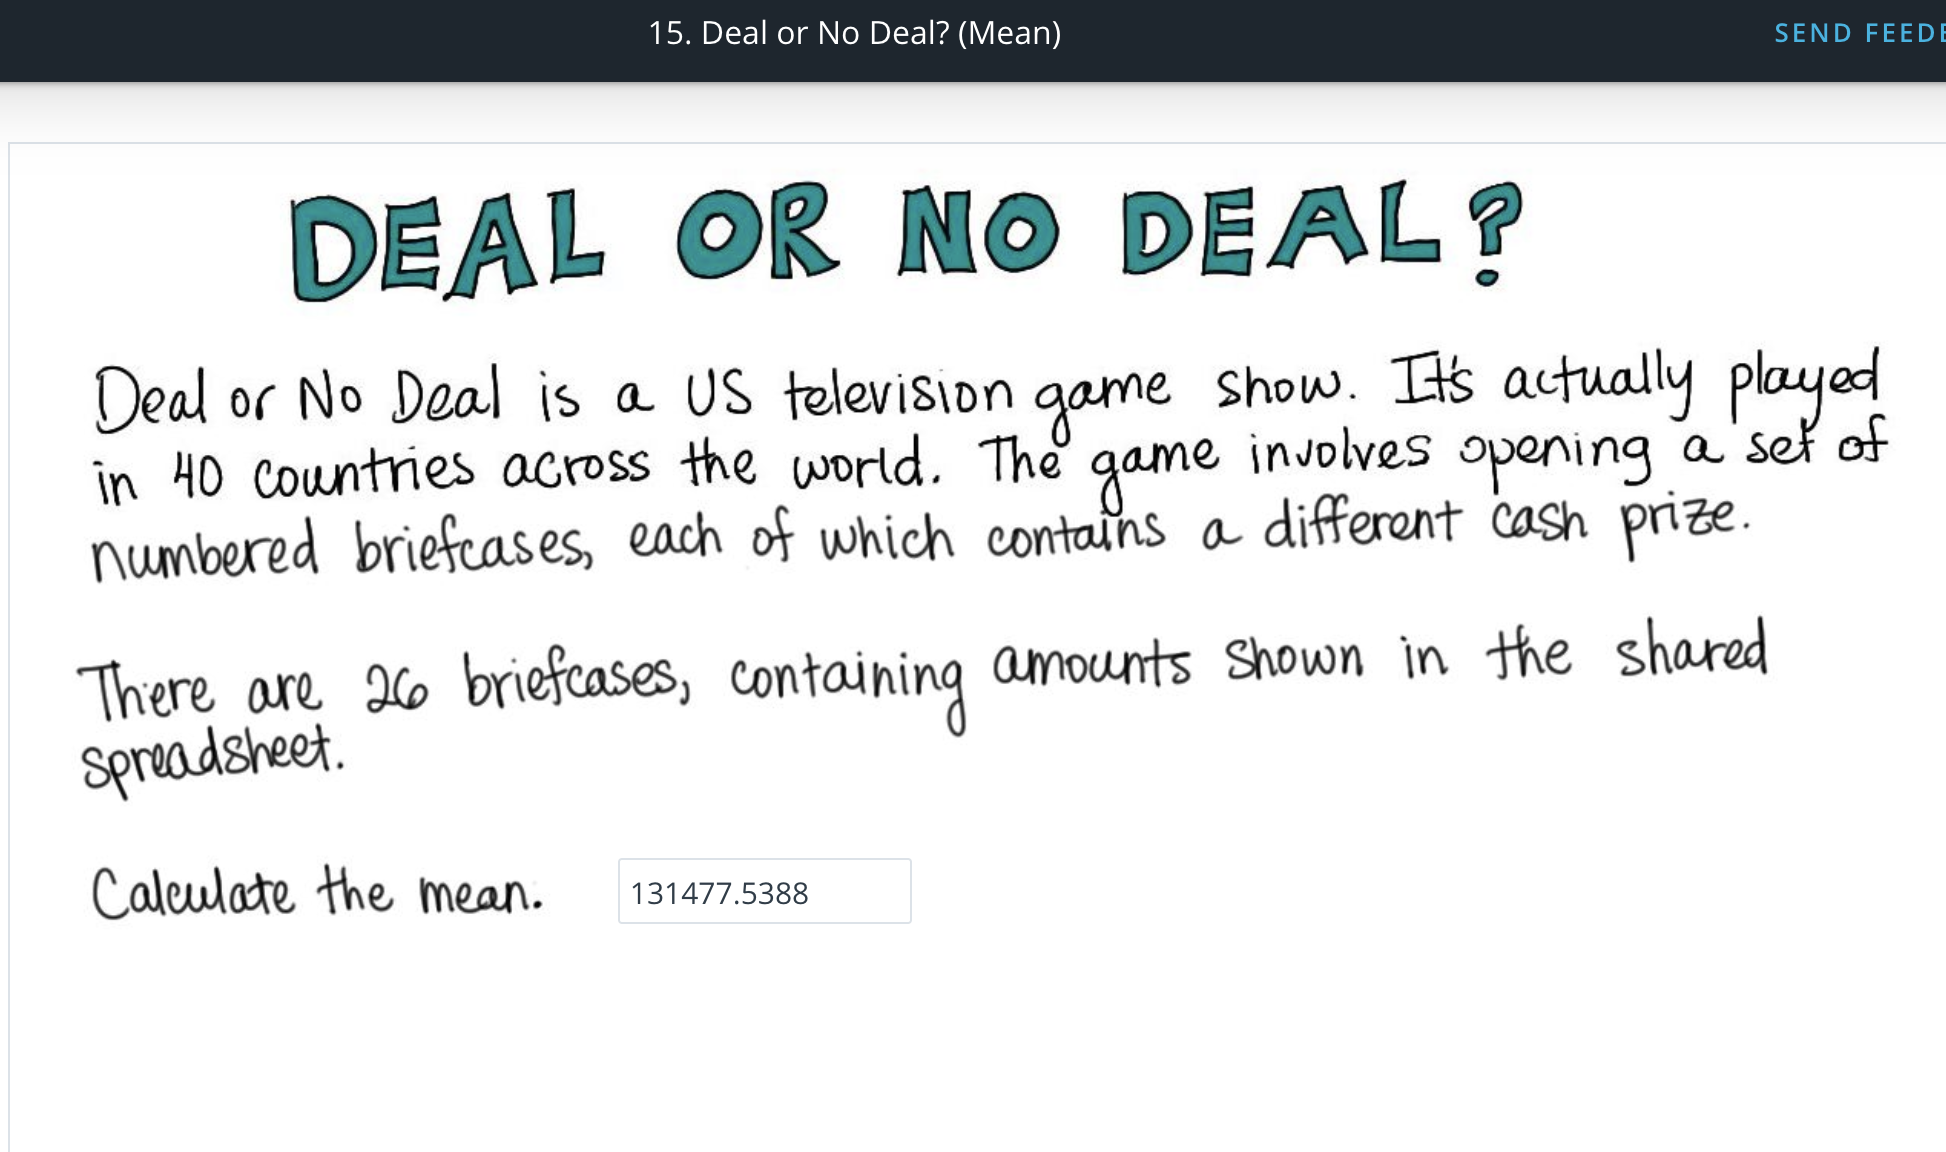 15. Deal or No Deal? (Mean)
SEND FEEDB
DEAL OR NO DEAL?
Deal or No Deal is a US television game show. It's actually played
in 40 countries across the world. The game involves opening a set of
numbered briefcases, each of which contains a different cash prize.
There are 26 briefcases, containing amounts shown in the shared
spreadsheet.
Calculate the mean.
131477.5388